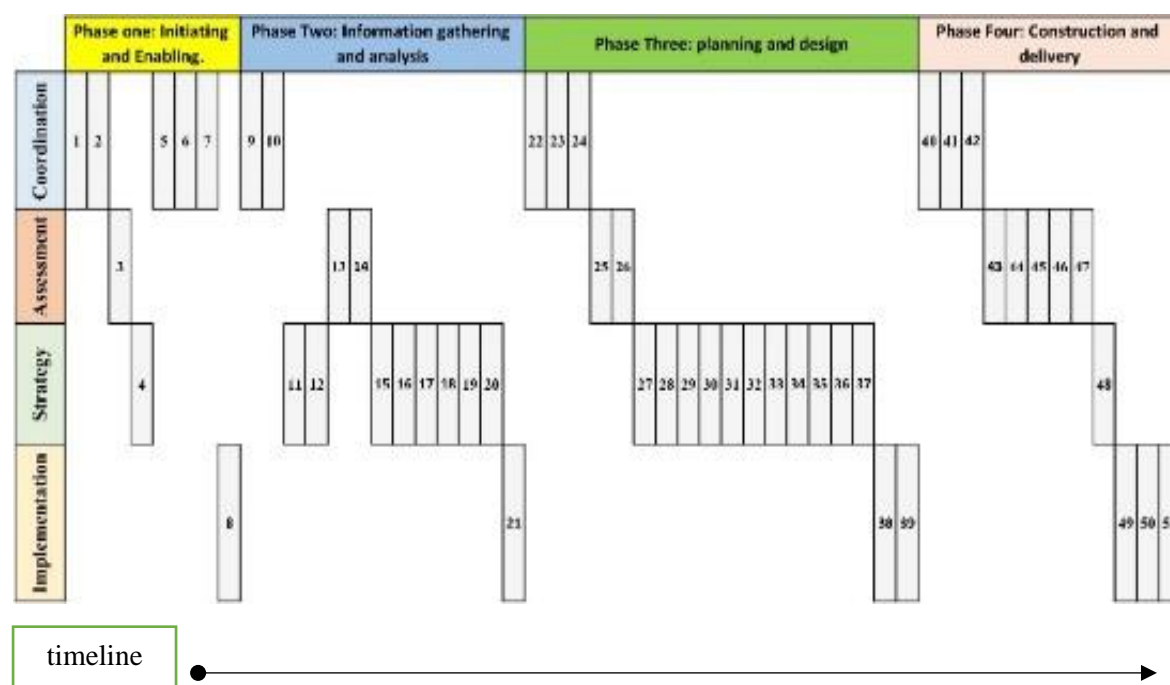 Phase one: Initiating
and Enabling.
Phase Two: Information gathering
and analysis
Phase Three: planning and design
Phase Four: Construction and
delivery
Coordination
1 2 5 6 7 9 10 22 23 24 40 41 42
Assessment
3 13 14 25 26 43 44 45 46 47
Strategy
4 11 12 15 16 17 18 19 20 27 28 29 30 31 32 33 34 35 36 37 48
Implementation
8 21 38 39 49 50
timeline